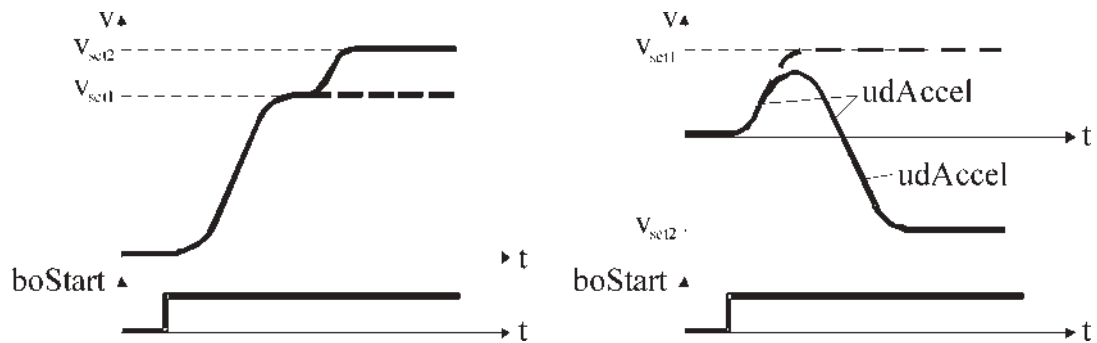 v
Vset2
Vset1
t
boStart
t
v
Vset1
udAccel
t
udAccel
Vset2
boStart
t